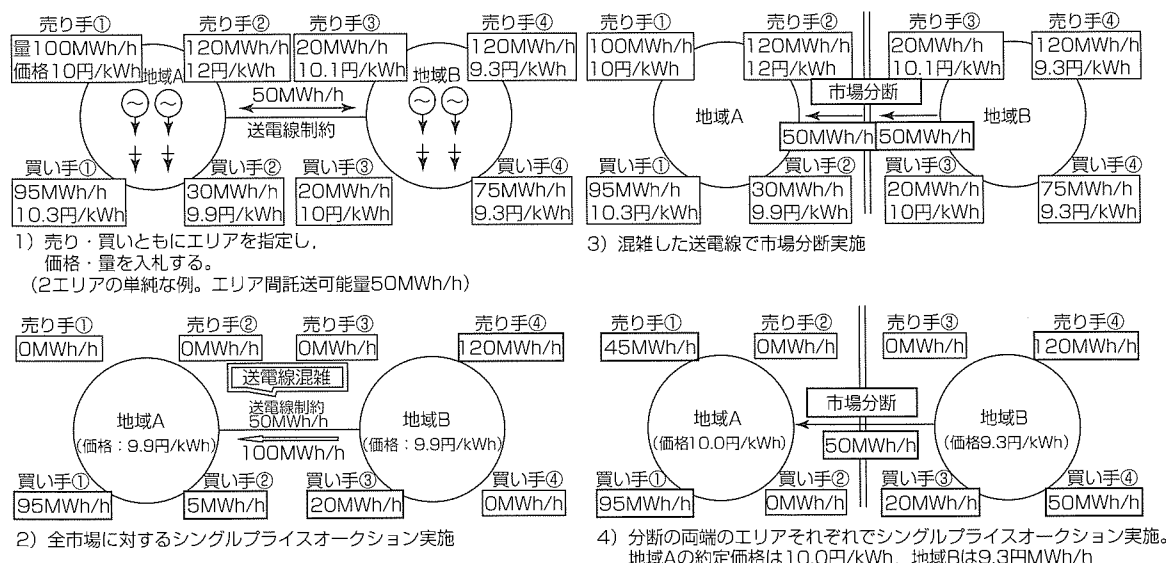 売り手①
量100MWh/h
価格10円/kWh
売り手②
120MWh/h
12円/kWh
売り手③
20MWh/h
10.1円/kWh
売り手④
120MWh/h
9.3円/kWh
地域A
50MWh/h
送電線制約
地域B
買い手①
95MWh/h
10.3円/kWh
買い手②
30MWh/h
9.9円/kWh
買い手③
20MWh/h
10円/kWh
買い手④
75MWh/h
9.3円/kWh
1）売り・買いともにエリアを指定し，
価格・量を入札する。
（2エリアの単純な例。エリア間託送可能量50MWh/h）
売り手①
100MWh/h
10円/kWh
売り手②
120MWh/h
12円/kWh
売り手③
20MWh/h
10.1円/kWh
売り手④
120MWh/h
9.3円/kWh
市場分断
地域A
地域B
50MWh/h
50MWh/h
買い手①
95MWh/h
10.3円/kWh
買い手②
30MWh/h
9.9円/kWh
買い手③
20MWh/h
10円/kWh
買い手④
75MWh/h
9.3円/kWh
3）混雑した送電線で市場分断実施
売り手①
0MWh/h
売り手②
0MWh/h
売り手③
0MWh/h
売り手④
120MWh/h
送電線混雑
地域A
(価格：9.9円/kWh)
送電線制約
50MWh/h
100MWh/h
地域B
(価格：9.9円/kWh)
買い手①
95MWh/h
買い手②
5MWh/h
買い手③
20MWh/h
買い手④
0MWh/h
2）全市場に対するシングルプライスオークション実施
売り手①
45MWh/h
売り手②
0MWh/h
売り手③
0MWh/h
売り手④
120MWh/h
市場分断
地域A
(価格10.0円/kWh)
50MWh/h
地域B
(価格9.3円/kWh)
買い手①
95MWh/h
買い手②
0MWh/h
買い手③
20MWh/h
買い手④
50MWh/h
4）分断の両端のエリアそれぞれでシングルプライスオークション実施。
地域Aの約定価格は10.0円/kWh，地域Bは9.3円MWh/h